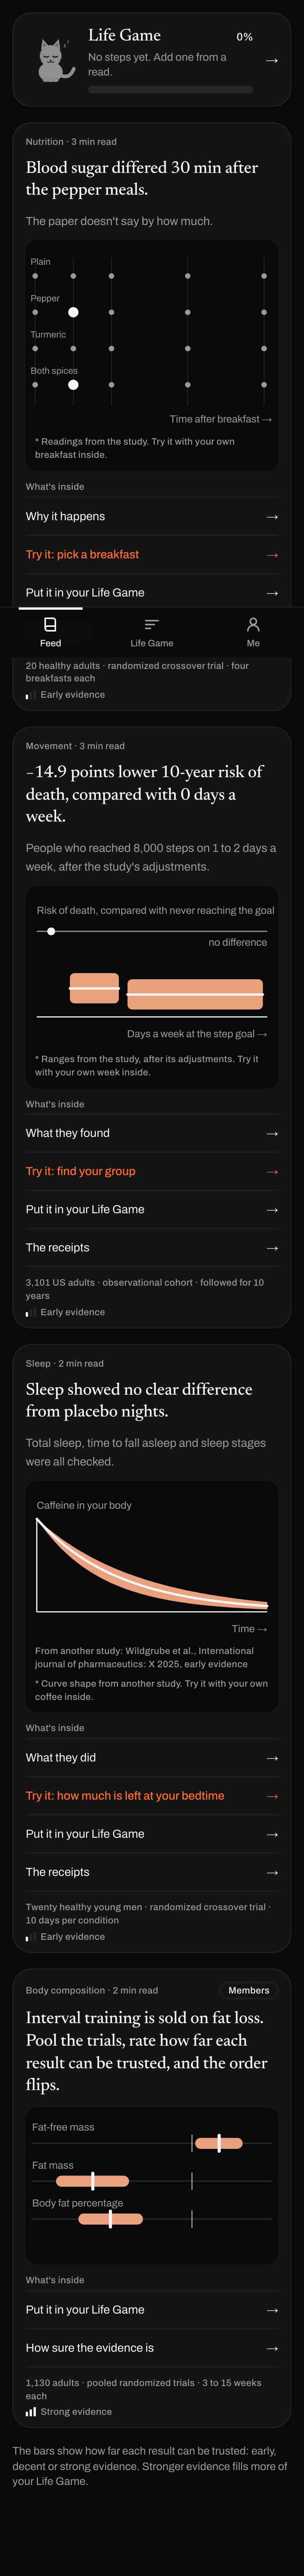 Life Game
0%
No steps yet. Add one from a
read.
→
Nutrition · 3 min read
Blood sugar differed 30 min after
the pepper meals.
The paper doesn't say by how much.
Plain
Pepper
Turmeric
Both spices
Time after breakfast →
* Readings from the study. Try it with your own
breakfast inside.
What's inside
Why it happens →
Try it: pick a breakfast →
Put it in your Life Game →
Feed
Life Game
Me
20 healthy adults · randomized crossover trial · four
breakfasts each
Early evidence
Movement · 3 min read
−14.9 points lower 10-year risk of
death, compared with 0 days a
week.
People who reached 8,000 steps on 1 to 2 days a
week, after the study's adjustments.
Risk of death, compared with never reaching the goal
no difference
Days a week at the step goal →
* Ranges from the study, after its adjustments. Try it
with your own week inside.
What's inside
What they found →
Try it: find your group →
Put it in your Life Game →
The receipts →
3,101 US adults · observational cohort · followed for 10
years
Early evidence
Sleep · 2 min read
Sleep showed no clear difference
from placebo nights.
Total sleep, time to fall asleep and sleep stages
were all checked.
Caffeine in your body
Time →
From another study: Wildgrube et al., International
journal of pharmaceutics: X 2025, early evidence
* Curve shape from another study. Try it with your own
coffee inside.
What's inside
What they did →
Try it: how much is left at your bedtime →
Put it in your Life Game →
The receipts →
Twenty healthy young men · randomized crossover trial ·
10 days per condition
Early evidence
Body composition · 2 min read
Members
Interval training is sold on fat loss.
Pool the trials, rate how far each
result can be trusted, and the order
flips.
Fat-free mass
Fat mass
Body fat percentage
What's inside
Put it in your Life Game →
How sure the evidence is →
1,130 adults · pooled randomized trials · 3 to 15 weeks
each
Strong evidence
The bars show how far each result can be trusted: early,
decent or strong evidence. Stronger evidence fills more of
your Life Game.